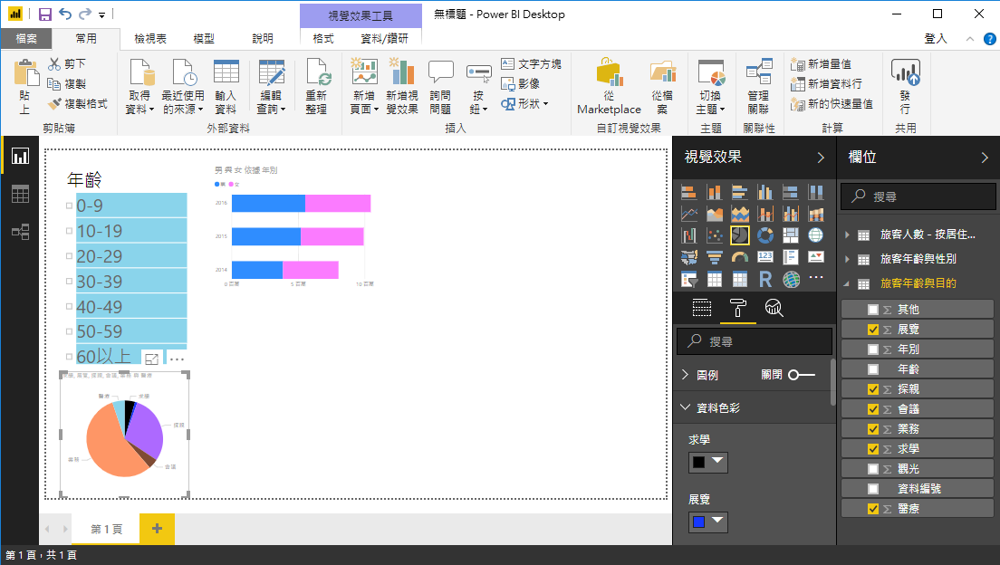 視覺效果工具
無標題 - Power BI Desktop
檔案 常用 檢視表 模型 說明 格式 資料/鑽研 登入
貼上
剪下
複製
複製格式
剪貼簿
取得資料
最近使用的來源
輸入資料
編輯查詢
重新整理
外部資料
新增頁面
新增視覺效果
詢問問題
按鈕
文字方塊
影像
形狀
插入
從 Marketplace
從檔案
自訂視覺效果
切換主題
主題
管理關聯
關聯性
新增量值
新增資料行
新的快速量值
計算
發行
共用
年齡
0-9
10-19
20-29
30-39
40-49
50-59
60以上
男 與 女 依據 年別
男 女
2016
2015
2014
0 百萬 5 百萬 10 百萬
求學, 展覽, 探親, 會議, 業務 與 醫療
醫療
求學
探親
業務
會議
視覺效果
搜尋
圖例 關閉
資料色彩
求學
展覽
欄位
搜尋
旅客人數 - 按居住...
旅客年齡與性別
旅客年齡與目的
其他
展覽
年別
年齡
探親
會議
業務
求學
觀光
資料編號
醫療
第 1 頁
第 1 頁，共 1 頁